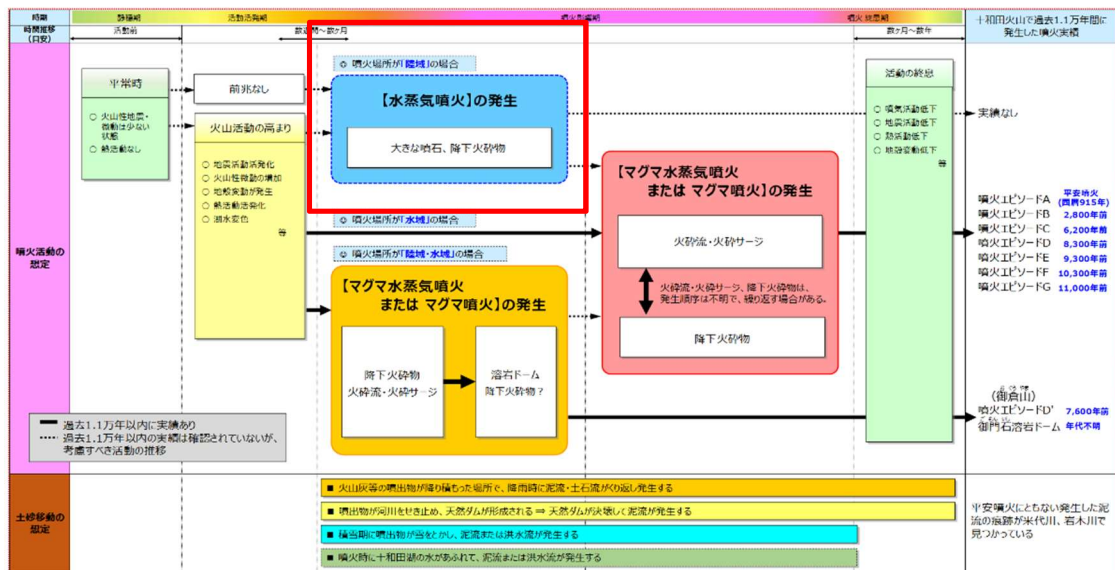 時期
静穏期
活動活発期
噴火影響期
噴火終息期
十和田火山で過去1.1万年間に
発生した噴火実績
時間推移
(目安)
活動前
数週間~数ヶ月
数ヶ月~数年
噴火活動の
想定
平常時
○ 火山性地震・
微動は少ない
状態
○ 熱活動なし
前兆なし
火山活動の高まり
○ 地震活動活発化
○ 火山性微動の増加
○ 地殻変動が発生
○ 熱活動活発化
○ 湖水変色
等
噴火場所が「陸域」の場合
【水蒸気噴火】の発生
大きな噴石、降下火砕物
噴火場所が「水域」の場合
噴火場所が「陸域・水域」の場合
【マグマ水蒸気噴火
または マグマ噴火】の発生
降下火砕物
火砕流・火砕サージ
溶岩ドーム
降下火砕物?
【マグマ水蒸気噴火
または マグマ噴火】の発生
火砕流・火砕サージ
火砕流・火砕サージ、降下火砕物は、
発生順序は不明で、繰り返す場合がある。
降下火砕物
活動の終息
○ 噴気活動低下
○ 地震活動低下
○ 熱活動低下
○ 地殻変動低下
等
実績なし
噴火エピソードA 平安噴火
(西暦915年)
噴火エピソードB 2,800年前
噴火エピソードC 6,200年前
噴火エピソードD 8,300年前
噴火エピソードE 9,300年前
噴火エピソードF 10,300年前
噴火エピソードG 11,000年前
(御倉山)
噴火エピソードD' 7,600年前
御門石溶岩ドーム 年代不明
過去1.1万年以内に実績あり
過去1.1万年以内の実績は確認されていないが、
考慮すべき活動の推移
土砂移動の
想定
■ 火山灰等の噴出物が降り積もった場所で、降雨時に泥流・土石流がくり返し発生する
■ 噴出物が河川をせき止め、天然ダムが形成される ⇒ 天然ダムが決壊して泥流が発生する
■ 積雪期に噴出物が雪をとかし、泥流または洪水流が発生する
■ 噴火時に十和田湖の水があふれて、泥流または洪水流が発生する
平安噴火にともない発生した泥
流の痕跡が米代川、岩木川で
見つかっている